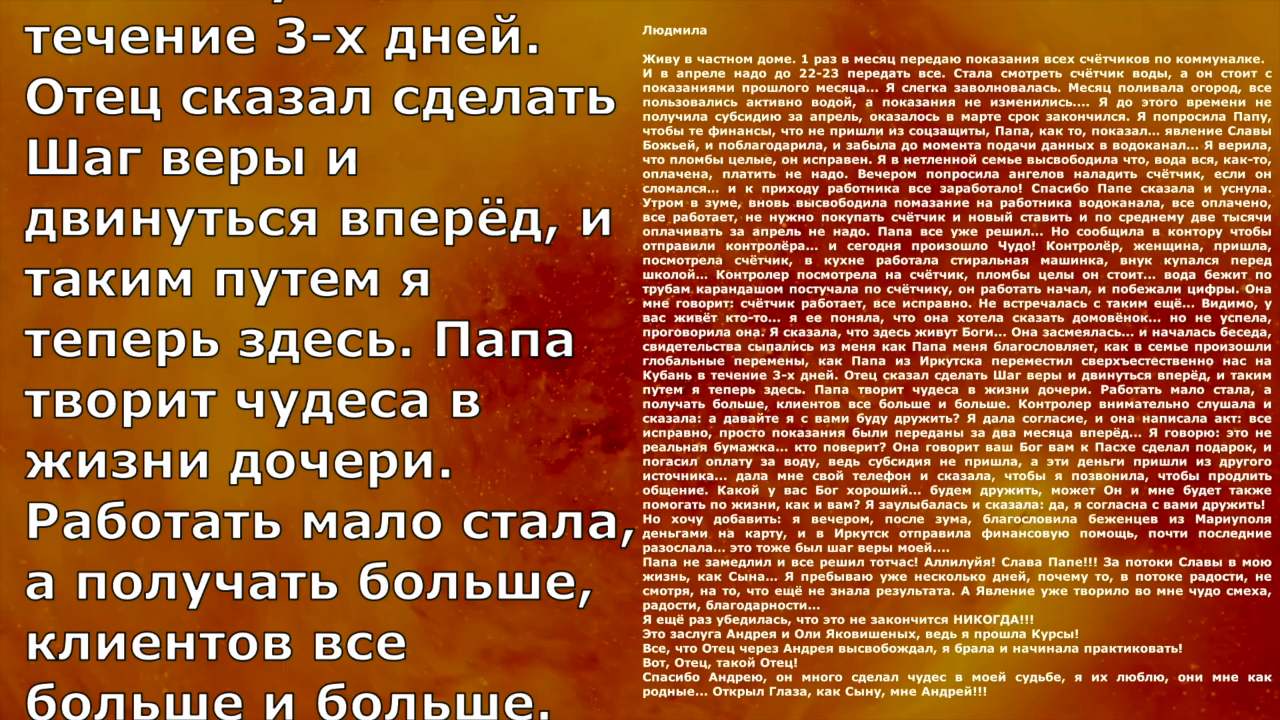 течение 3-х дней.
Отец сказал сделать
Шаг веры и
двинуться вперёд, и
таким путем я
теперь здесь. Папа
творит чудеса в
жизни дочери.
Работать мало стала,
а получать больше,
клиентов все
больше и больше.
Людмила
Живу в частном доме. 1 раз в месяц передаю показания всех счётчиков по коммуналке.
И в апреле надо до 22-23 передать все. Стала смотреть счётчик воды, а он стоит с
показаниями прошлого месяца... Я слегка заволновалась. Месяц поливала огород, все
пользовались активно водой, а показания не изменились.... Я до этого времени не
получила субсидию за апрель, оказалось в марте срок закончился. Я попросила Папу,
чтобы те финансы, что не пришли из соцзащиты, Папа, как то, показал... явление Славы
Божьей, и поблагодарила, и забыла до момента подачи данных в водоканал... Я верила,
что пломбы целые, он исправен. Я в нетленной семье высвободила что, вода вся, как-то,
оплачена, платить не надо. Вечером попросила ангелов наладить счётчик, если он
сломался... и к приходу работника все заработало! Спасибо Папе сказала и уснула.
Утром в зуме, вновь высвободила помазание на работника водоканала, все оплачено,
все работает, не нужно покупать счётчик и новый ставить и по среднему две тысячи
оплачивать за апрель не надо. Папа все уже решил... Но сообщила в контору чтобы
отправили контролёра... и сегодня произошло Чудо! Контролёр, женщина, пришла,
посмотрела счётчик, в кухне работала стиральная машинка, внук купался перед
школой... Контролер посмотрела на счётчик, пломбы целы он стоит... вода бежит по
трубам карандашом постучала по счётчику, он работать начал, и побежали цифры. Она
мне говорит: счётчик работает, все исправно. Не встречалась с таким ещё... Видимо, у
вас живёт кто-то... я ее поняла, что она хотела сказать домовёнок... но не успела,
проговорила она. Я сказала, что здесь живут Боги... Она засмеялась... и началась беседа,
свидетельства сыпались из меня как Папа меня благословляет, как в семье произошли
глобальные перемены, как Папа из Иркутска переместил сверхъестественно нас на
Кубань в течение 3-х дней. Отец сказал сделать Шаг веры и двинуться вперёд, и таким
путем я теперь здесь. Папа творит чудеса в жизни дочери. Работать мало стала, а
получать больше, клиентов все больше и больше. Контролер внимательно слушала и
сказала: а давайте я с вами буду дружить? Я дала согласие, и она написала акт: все
исправно, просто показания были переданы за два месяца вперёд... Я говорю: это не
реальная бумажка... кто поверит? Она говорит ваш Бог вам к Пасхе сделал подарок, и
погасил оплату за воду, ведь субсидия не пришла, а эти деньги пришли из другого
источника... дала мне свой телефон и сказала, чтобы я позвонила, чтобы продлить
общение. Какой у вас Бог хороший... будем дружить, может Он и мне будет также
помогать по жизни, как и вам? Я заулыбалась и сказала: да, я согласна с вами дружить!
Но хочу добавить: я вечером, после зума, благословила беженцев из Мариуполя
деньгами на карту, и в Иркутск отправила финансовую помощь, почти последние
разослала... это тоже был шаг веры моей....
Папа не замедлил и все решил тотчас! Аллилуйя! Слава Папе!!! За потоки Славы в мою
жизнь, как Сына... Я пребываю уже несколько дней, почему то, в потоке радости, не
смотря, на то, что ещё не знала результата. А Явление уже творило во мне чудо смеха,
радости, благодарности...
Я ещё раз убедилась, что это не закончится НИКОГДА!!!
Это заслуга Андрея и Оли Яковишеных, ведь я прошла Курсы!
Все, что Отец через Андрея высвобождал, я брала и начинала практиковать!
Вот, Отец, такой Отец!
Спасибо Андрею, он много сделал чудес в моей судьбе, я их люблю, они мне как
родные... Открыл Глаза, как Сыну, мне Андрей!!!